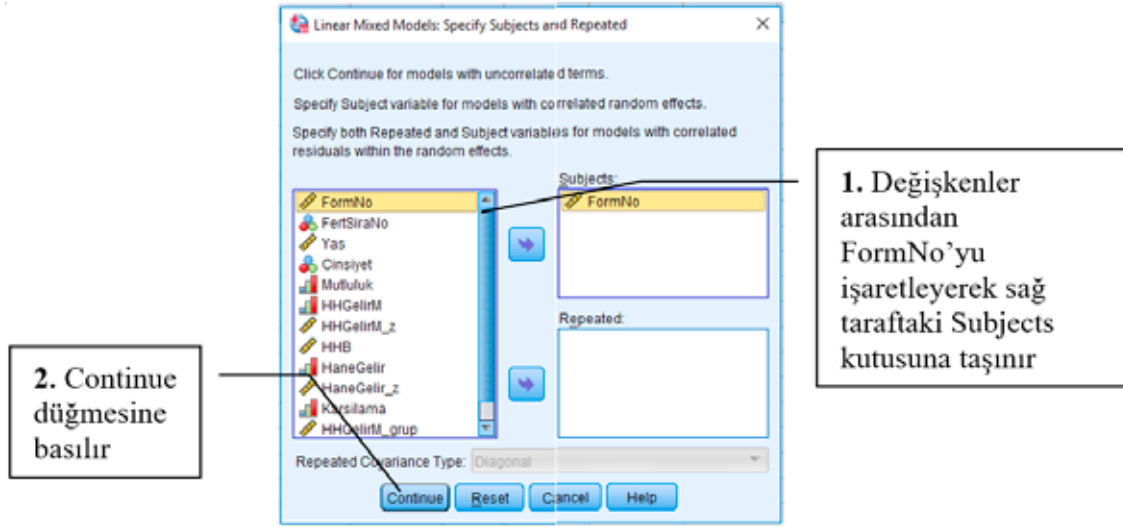 Linear Mixed Models: Specify Subjects and Repeated
Click Continue for models with uncorrelated terms.
Specify Subject variable for models with correlated random effects.
Specify both Repeated and Subject variables for models with correlated
residuals within the random effects.
FormNo
FertSiraNo
Yas
Cinsiyet
Mutluluk
HHGelirM
HHGelirM_z
HHB
HaneGelir
HaneGelir_z
Karsilama
HHGelirM_grup
Subjects:
FormNo
Repeated:
Repeated Covariance Type: Diagonal
Continue
Reset
Cancel
Help
1. Değişkenler
arasından
FormNo’yu
işaretleyerek sağ
taraftaki Subjects
kutusuna taşınır
2. Continue
düğmesine
basılır